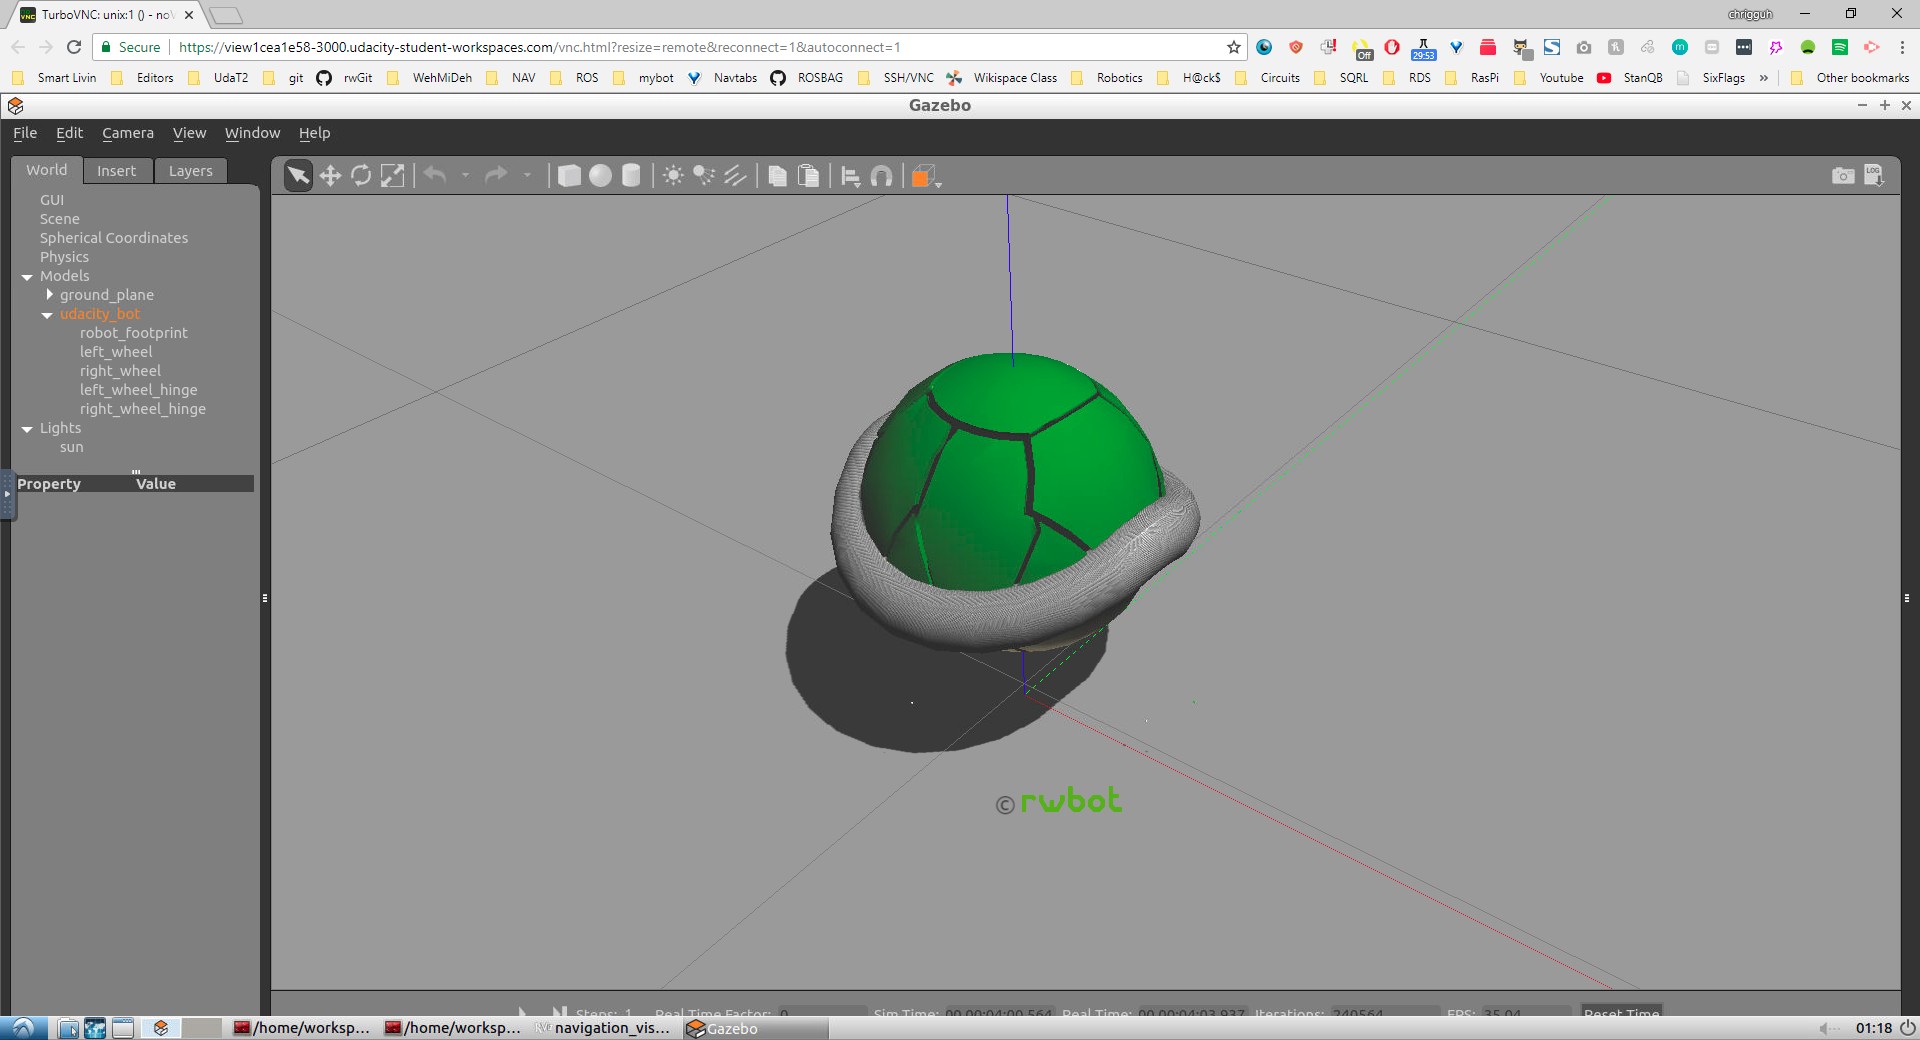 TurboVNC: unix:1 () - noV
chrigguh
Secure
https://view1cea1e58-3000.udacity-student-workspaces.com/vnc.html?resize=remote&reconnect=1&autoconnect=1
Off
29:53
Smart Livin Editors UdaT2 git rwGit WehMiDeh NAV ROS mybot Navtabs ROSBAG SSH/VNC Wikispace Class Robotics H@ck$ Circuits SQRL RDS RasPi Youtube StanQB SixFlags » Other bookmarks
Gazebo
File Edit Camera View Window Help
World Insert Layers
LOG
GUI
Scene
Spherical Coordinates
Physics
Models
ground_plane
udacity_bot
robot_footprint
left_wheel
right_wheel
left_wheel_hinge
right_wheel_hinge
Lights
sun
Property Value
© rwbot
Steps: 1 Real Time Factor: 0 Sim Time: 00 00:04:00.564 Real Time: 00 00:04:03.937 Iterations: 240564 FPS: 35.04 Reset Time
/home/worksp... /home/worksp... navigation_vis... Gazebo
01:18